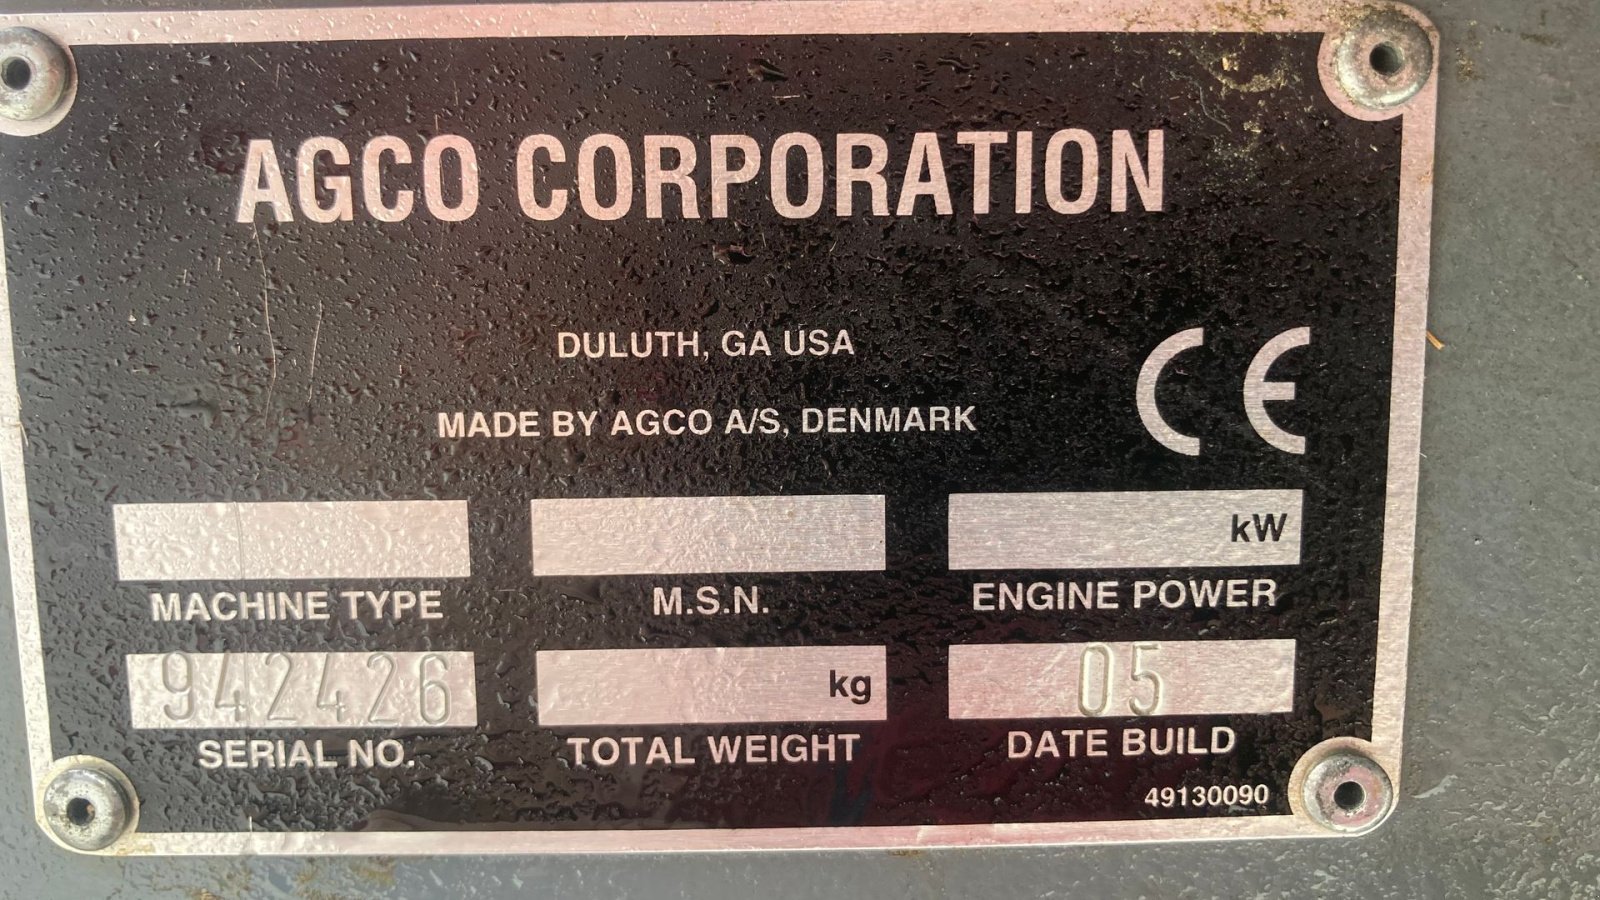 AGCO CORPORATION
DULUTH, GA USA
MADE BY AGCO A/S, DENMARK
CE
kW
MACHINE TYPE M.S.N. ENGINE POWER
942426 kg 05
SERIAL NO. TOTAL WEIGHT DATE BUILD
49130090